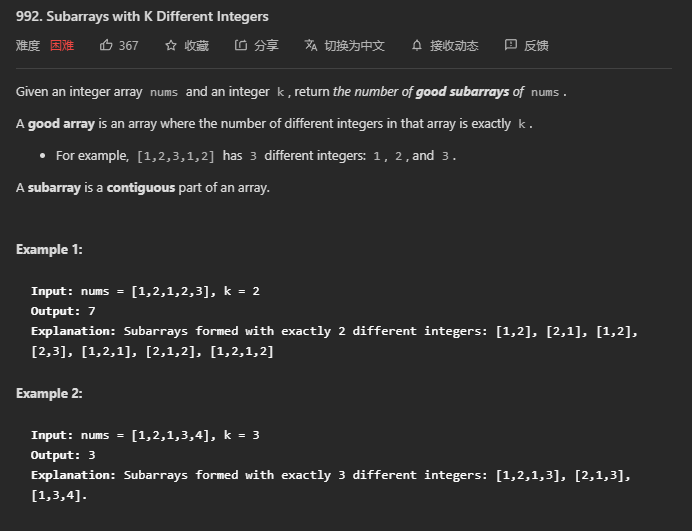 992. Subarrays with K Different Integers
难度 困难 367 收藏 分享 切换为中文 接收动态 反馈
Given an integer array nums and an integer k, return the number of good subarrays of nums.
A good array is an array where the number of different integers in that array is exactly k.
• For example, [1,2,3,1,2] has 3 different integers: 1, 2, and 3.
A subarray is a contiguous part of an array.
Example 1:
Input: nums = [1,2,1,2,3], k = 2
Output: 7
Explanation: Subarrays formed with exactly 2 different integers: [1,2], [2,1], [1,2],
[2,3], [1,2,1], [2,1,2], [1,2,1,2]
Example 2:
Input: nums = [1,2,1,3,4], k = 3
Output: 3
Explanation: Subarrays formed with exactly 3 different integers: [1,2,1,3], [2,1,3],
[1,3,4].